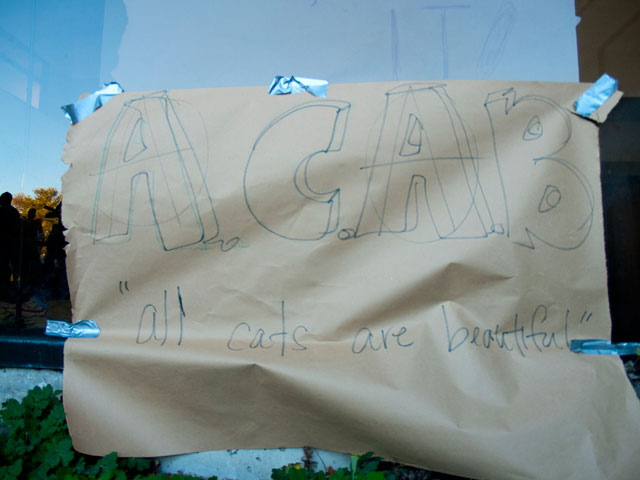 A.C.A.B
"all cats are beautiful"